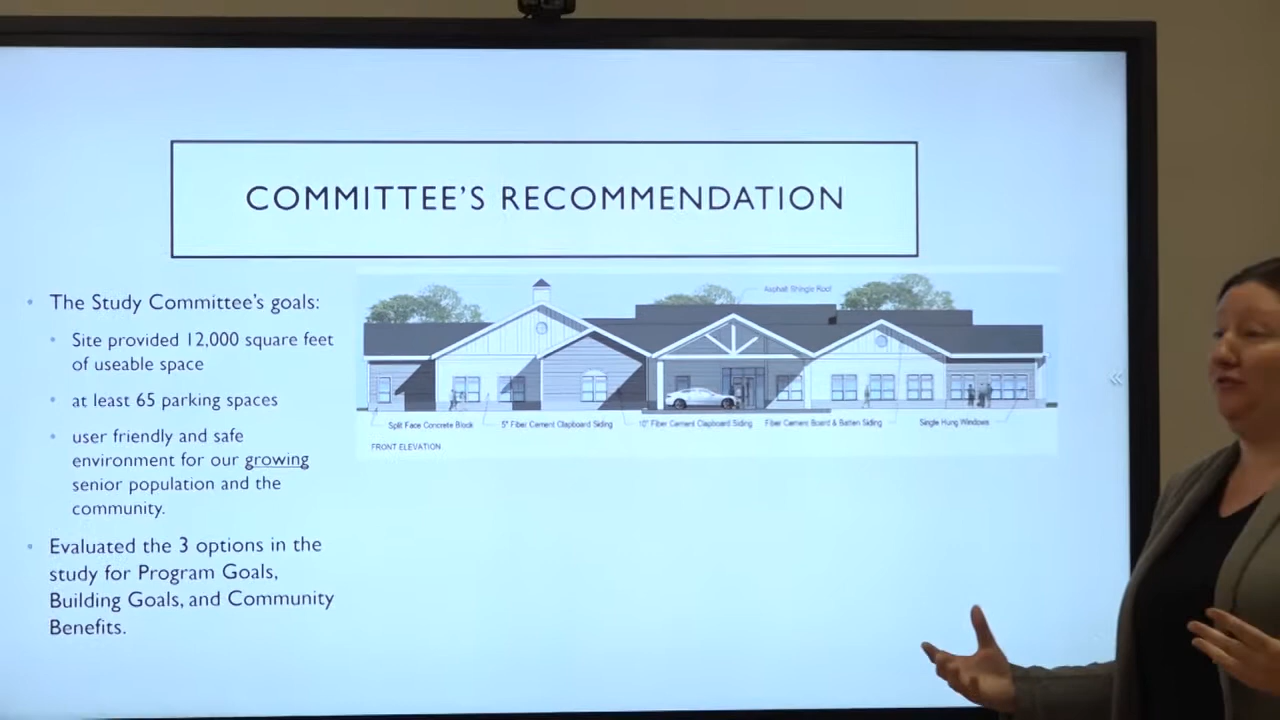 COMMITTEE'S RECOMMENDATION
• The Study Committee's goals:
• Site provided 12,000 square feet
of useable space
• at least 65 parking spaces
• user friendly and safe
environment for our growing
senior population and the
community.
• Evaluated the 3 options in the
study for Program Goals,
Building Goals, and Community
Benefits.
Asphalt Shingle Roof
Split Face Concrete Block
5" Fiber Cement Clapboard Siding
10" Fiber Cement Clapboard Siding
Fiber Cement Board & Batten Siding
Single Hung Windows
FRONT ELEVATION